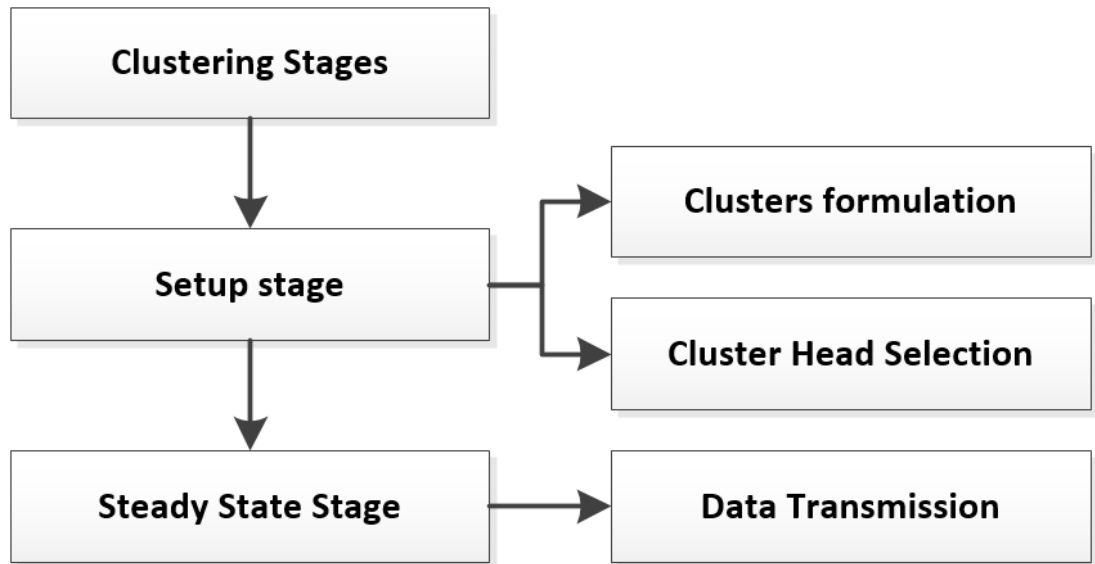 Clustering Stages
Clusters formulation
Setup stage
Cluster Head Selection
Steady State Stage
Data Transmission